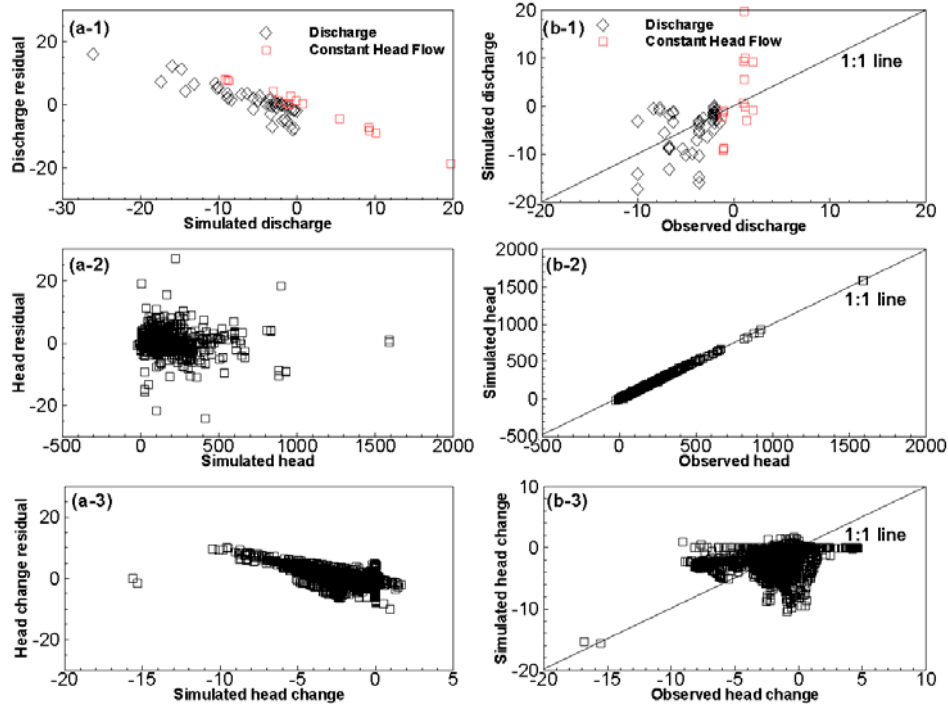 (a-1)
Discharge
Constant Head Flow
20
0
-20
Discharge residual
-30
-20
-10
0
10
20
Simulated discharge
(b-1)
Discharge
Constant Head Flow
1:1 line
20
10
0
-10
-20
Simulated discharge
-20
-10
0
10
20
Observed discharge
(a-2)
20
0
-20
Head residual
-500
0
500
1000
1500
2000
Simulated head
(b-2)
1:1 line
2000
1500
1000
500
0
-500
Simulated head
-500
0
500
1000
1500
2000
Observed head
(a-3)
20
0
-20
Head change residual
-20
-15
-10
-5
0
5
Simulated head change
(b-3)
1:1 line
10
0
-10
-20
Simulated head change
-20
-15
-10
-5
0
5
10
Observed head change